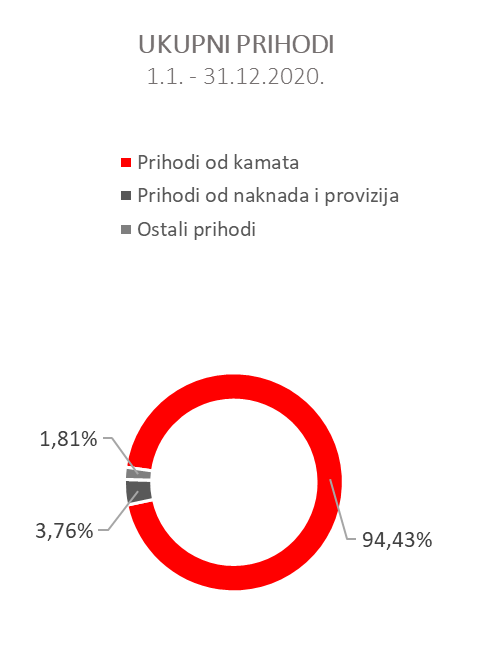 UKUPNI PRIHODI
1.1. - 31.12.2020.
Prihodi od kamata
Prihodi od naknada i provizija
Ostali prihodi
1,81%
3,76%
94,43%